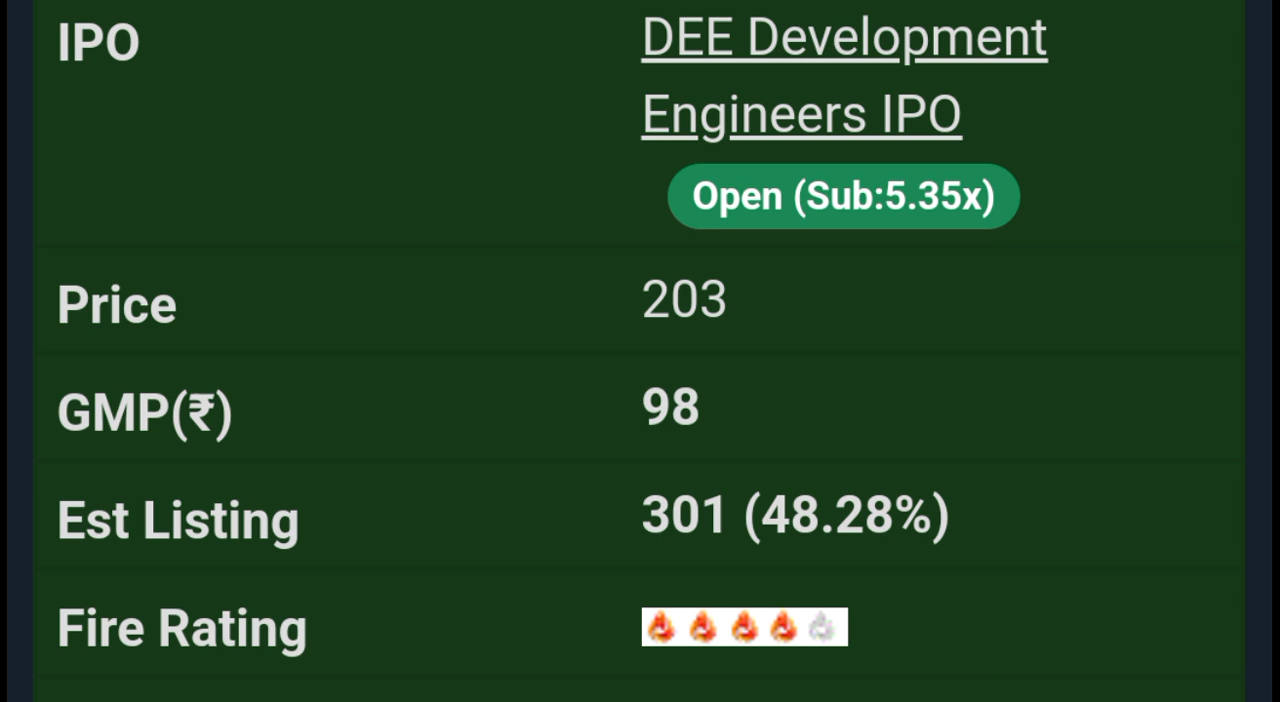 IPO
DEE Development
Engineers IPO
Open (Sub:5.35x)
Price
203
GMP(₹)
98
Est Listing
301 (48.28%)
Fire Rating